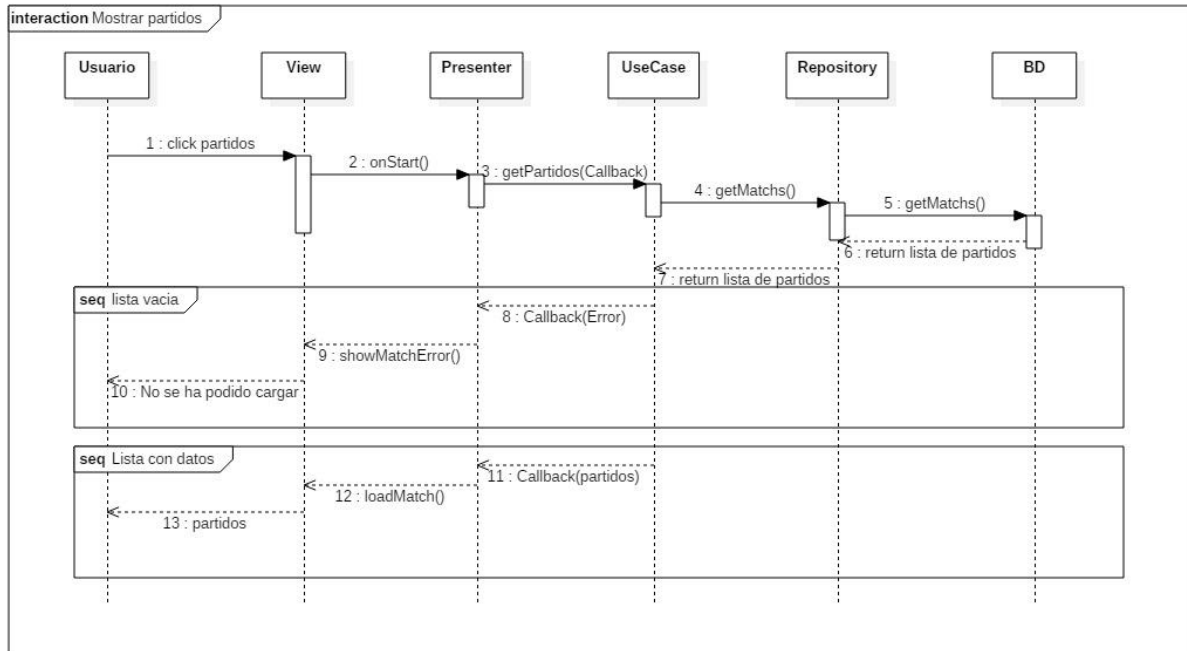 interaction Mostrar partidos
Usuario
View
Presenter
UseCase
Repository
BD
1 : click partidos
2 : onStart()
3 : getPartidos(Callback)
4 : getMatchs()
5 : getMatchs()
6 : return lista de partidos
7 : return lista de partidos
seq lista vacia
8 : Callback(Error)
9 : showMatchError()
10 : No se ha podido cargar
seq Lista con datos
11 : Callback(partidos)
12 : loadMatch()
13 : partidos